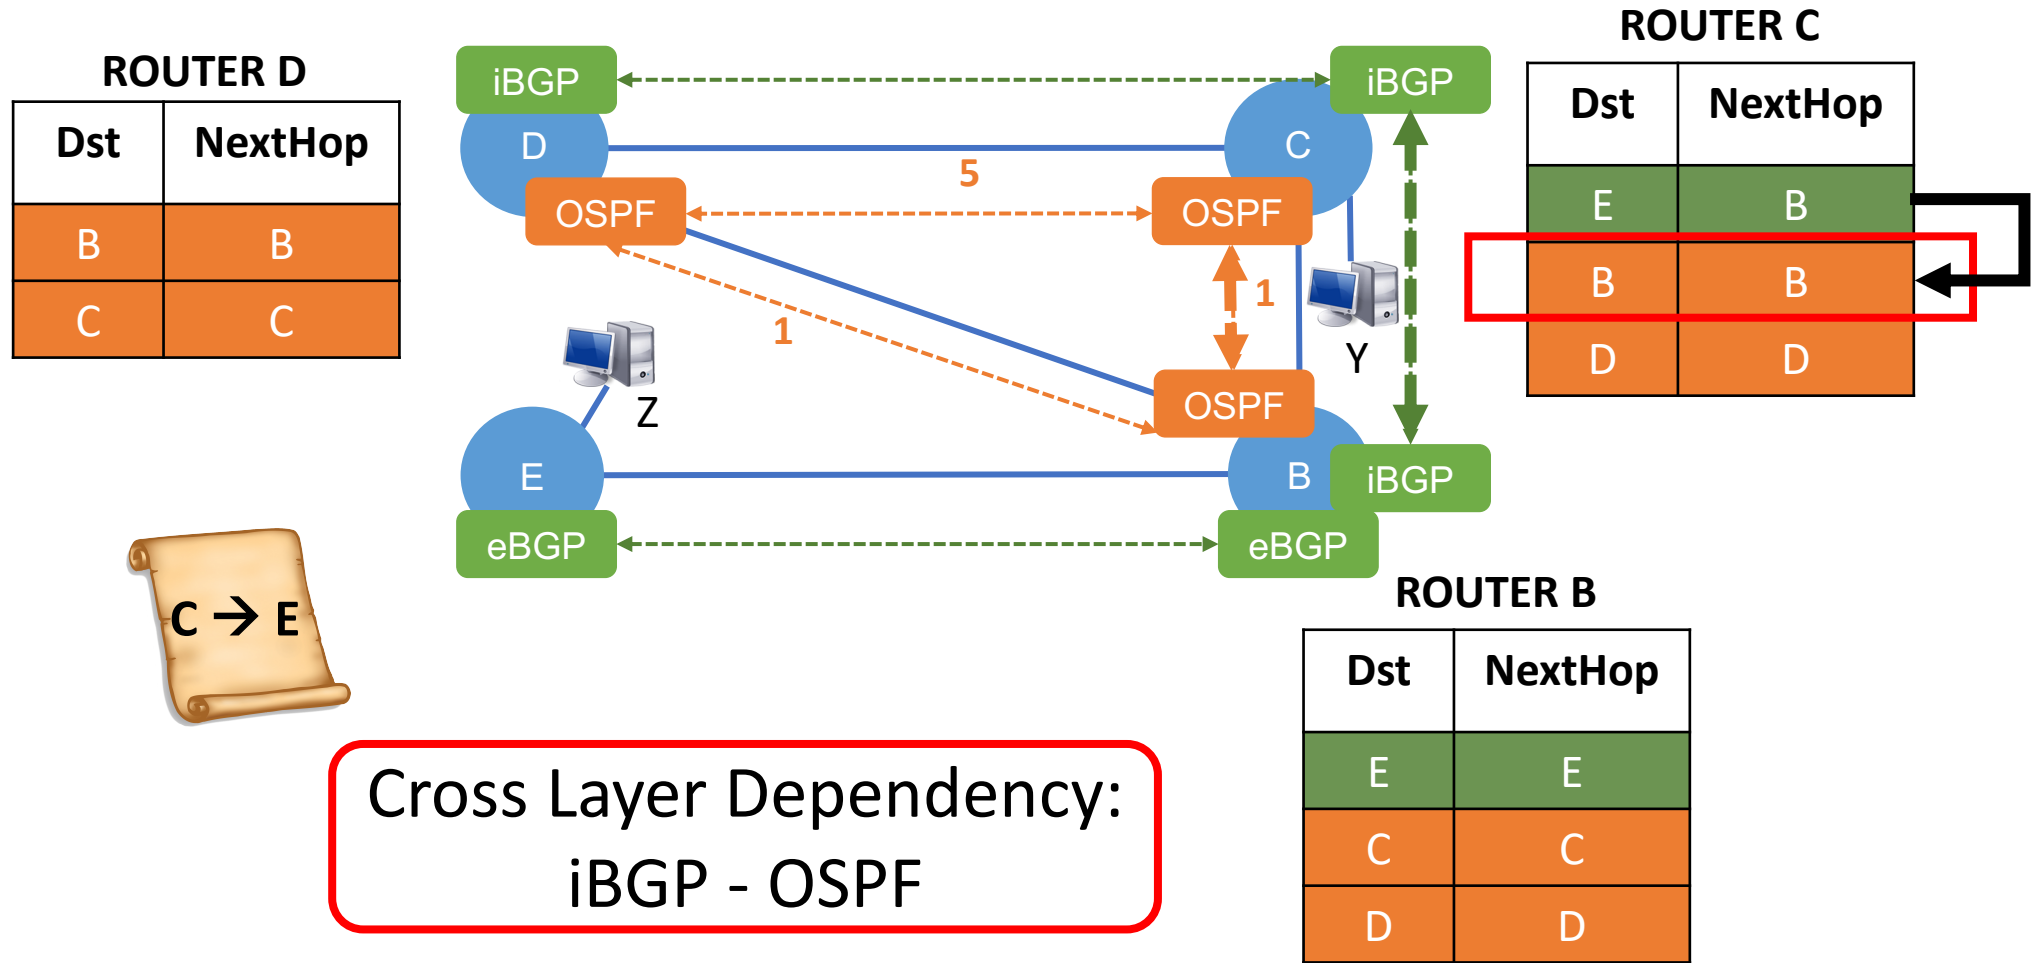 ROUTER D
Dst NextHop
B B
C C
iBGP iBGP
D C
5
OSPF OSPF
1 1
Z Y
OSPF
E B iBGP
eBGP eBGP
ROUTER C
Dst NextHop
E B
B B
D D
C → E
Cross Layer Dependency:
iBGP - OSPF
ROUTER B
Dst NextHop
E E
C C
D D